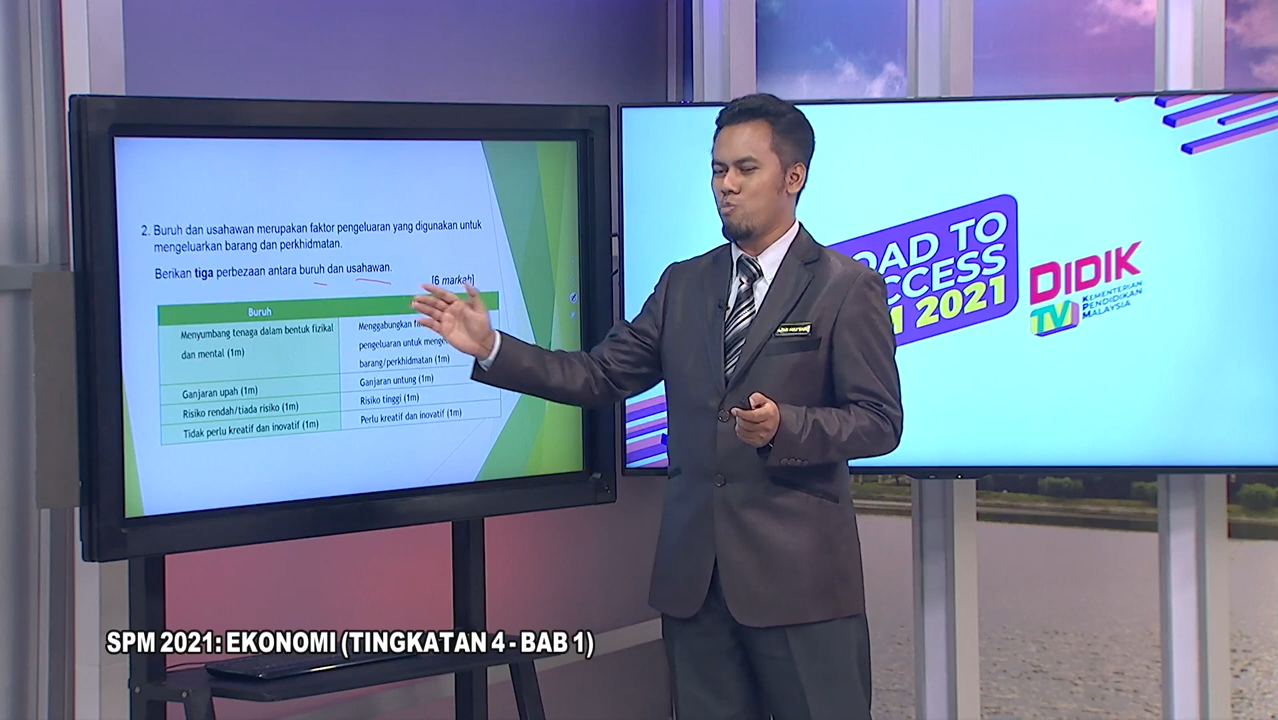 2. Buruh dan usahawan merupakan faktor pengeluaran yang digunakan untuk
mengeluarkan barang dan perkhidmatan.
Berikan tiga perbezaan antara buruh dan usahawan.
[6 markah]
Buruh
Menyumbang tenaga dalam bentuk fizikal
dan mental (1m)
Menggabungkan
pengeluaran untuk
barang/perkhidmatan (1m)
Ganjaran upah (1m)
Ganjaran untung (1m)
Risiko rendah/tiada risiko (1m)
Risiko tinggi (1m)
Tidak perlu kreatif dan inovatif (1m)
Perlu kreatif dan inovatif (1m)
TO
2021
DIDIK
TV
KEMENTERIAN
PENDIDIKAN
MALAYSIA
SPM 2021: EKONOMI (TINGKATAN 4 - BAB 1)